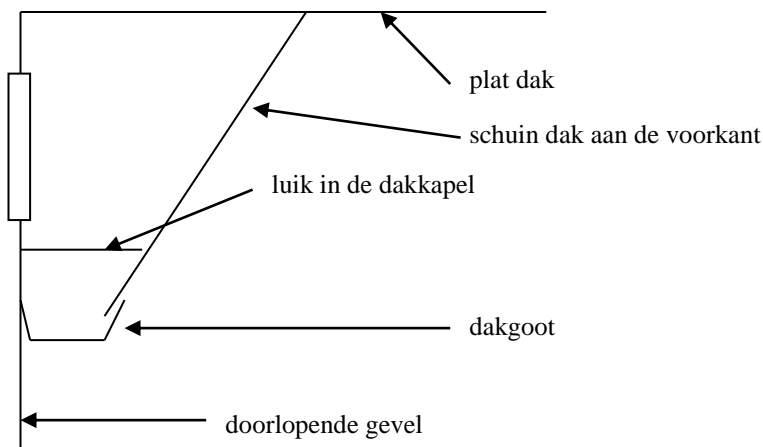 plat dak
schuin dak aan de voorkant
luik in de dakkapel
dakgoot
doorlopende gevel